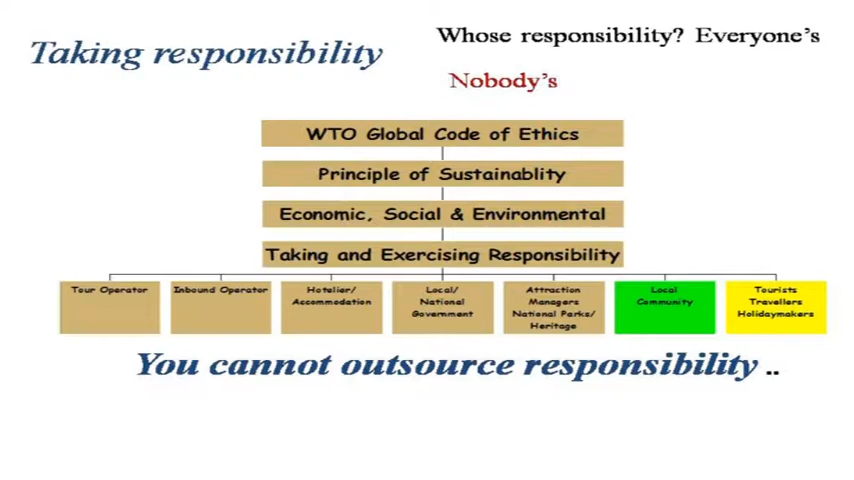 Taking responsibility
Whose responsibility? Everyone's
Nobody's
WTO Global Code of Ethics
Principle of Sustainablity
Economic, Social & Environmental
Taking and Exercising Responsibility
Tour Operator
Inbound Operator
Hotelier/
Accommodation
Local/
National
Government
Attraction
Managers
National Parks/
Heritage
Local
Community
Tourists
Travellers
Holidaymakers
You cannot outsource responsibility ..